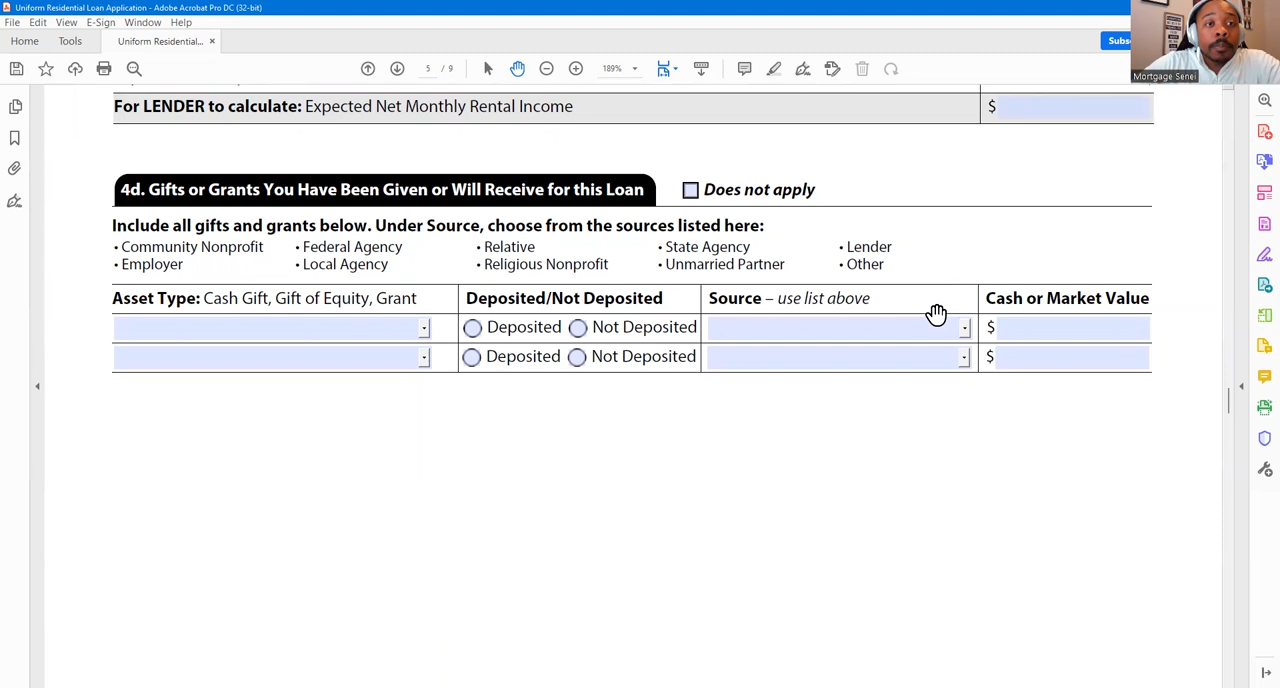 Uniform Residential Loan Application - Adobe Acrobat Pro DC (32-bit)
File Edit View E-Sign Window Help
Home Tools Uniform Residential... × Subs
5 / 9 189%
Mortgage Sensi
For LENDER to calculate: Expected Net Monthly Rental Income $
4d. Gifts or Grants You Have Been Given or Will Receive for this Loan Does not apply
Include all gifts and grants below. Under Source, choose from the sources listed here:
• Community Nonprofit • Federal Agency • Relative • State Agency • Lender
• Employer • Local Agency • Religious Nonprofit • Unmarried Partner • Other
Asset Type: Cash Gift, Gift of Equity, Grant Deposited/Not Deposited Source – use list above Cash or Market Value
Deposited Not Deposited $
Deposited Not Deposited $